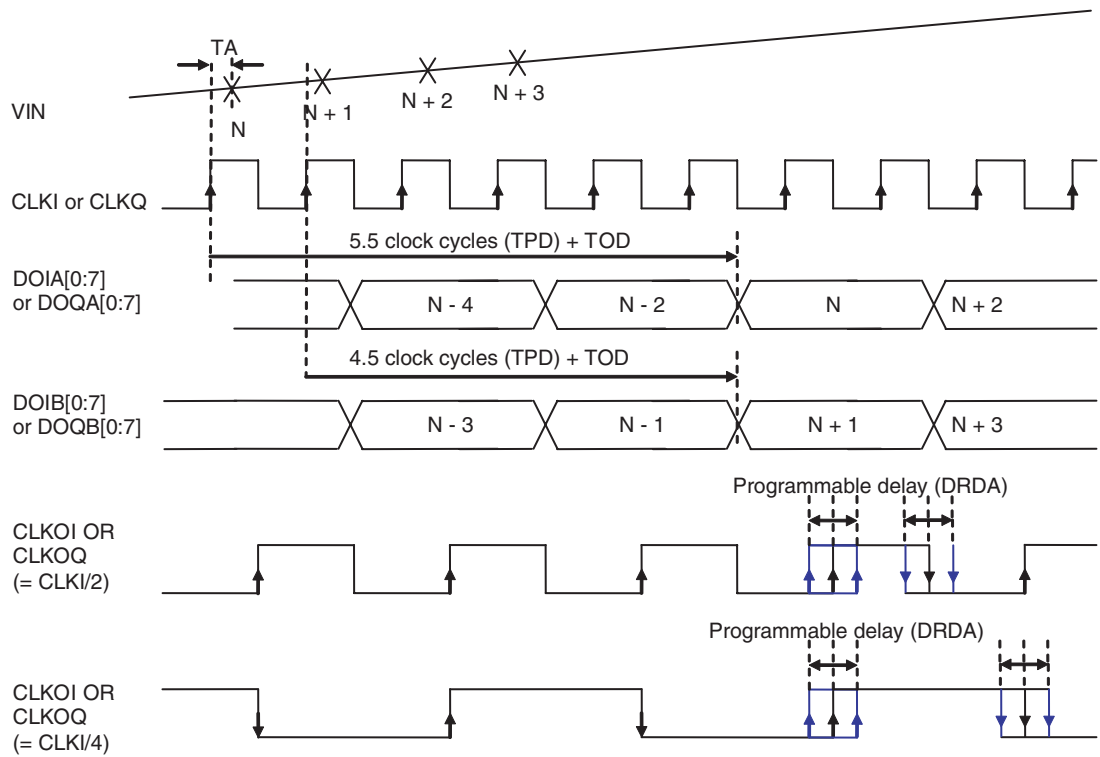 TA
VIN
N
N + 1
N + 2
N + 3
CLKI or CLKQ
5.5 clock cycles (TPD) + TOD
DOIA[0:7]
or DOQA[0:7]
N - 4
N - 2
N
N + 2
4.5 clock cycles (TPD) + TOD
DOIB[0:7]
or DOQB[0:7]
N - 3
N - 1
N + 1
N + 3
Programmable delay (DRDA)
CLKOI OR
CLKOQ
(= CLKI/2)
Programmable delay (DRDA)
CLKOI OR
CLKOQ
(= CLKI/4)